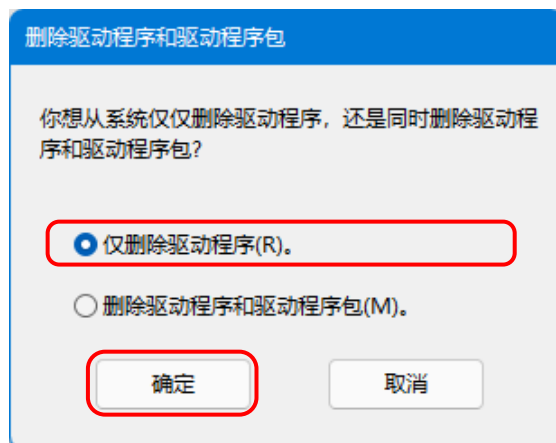 删除驱动程序和驱动程序包
你想从系统仅仅删除驱动程序，还是同时删除驱动程
序和驱动程序包?
仅删除驱动程序(R)。
删除驱动程序和驱动程序包(M)。
确定
取消